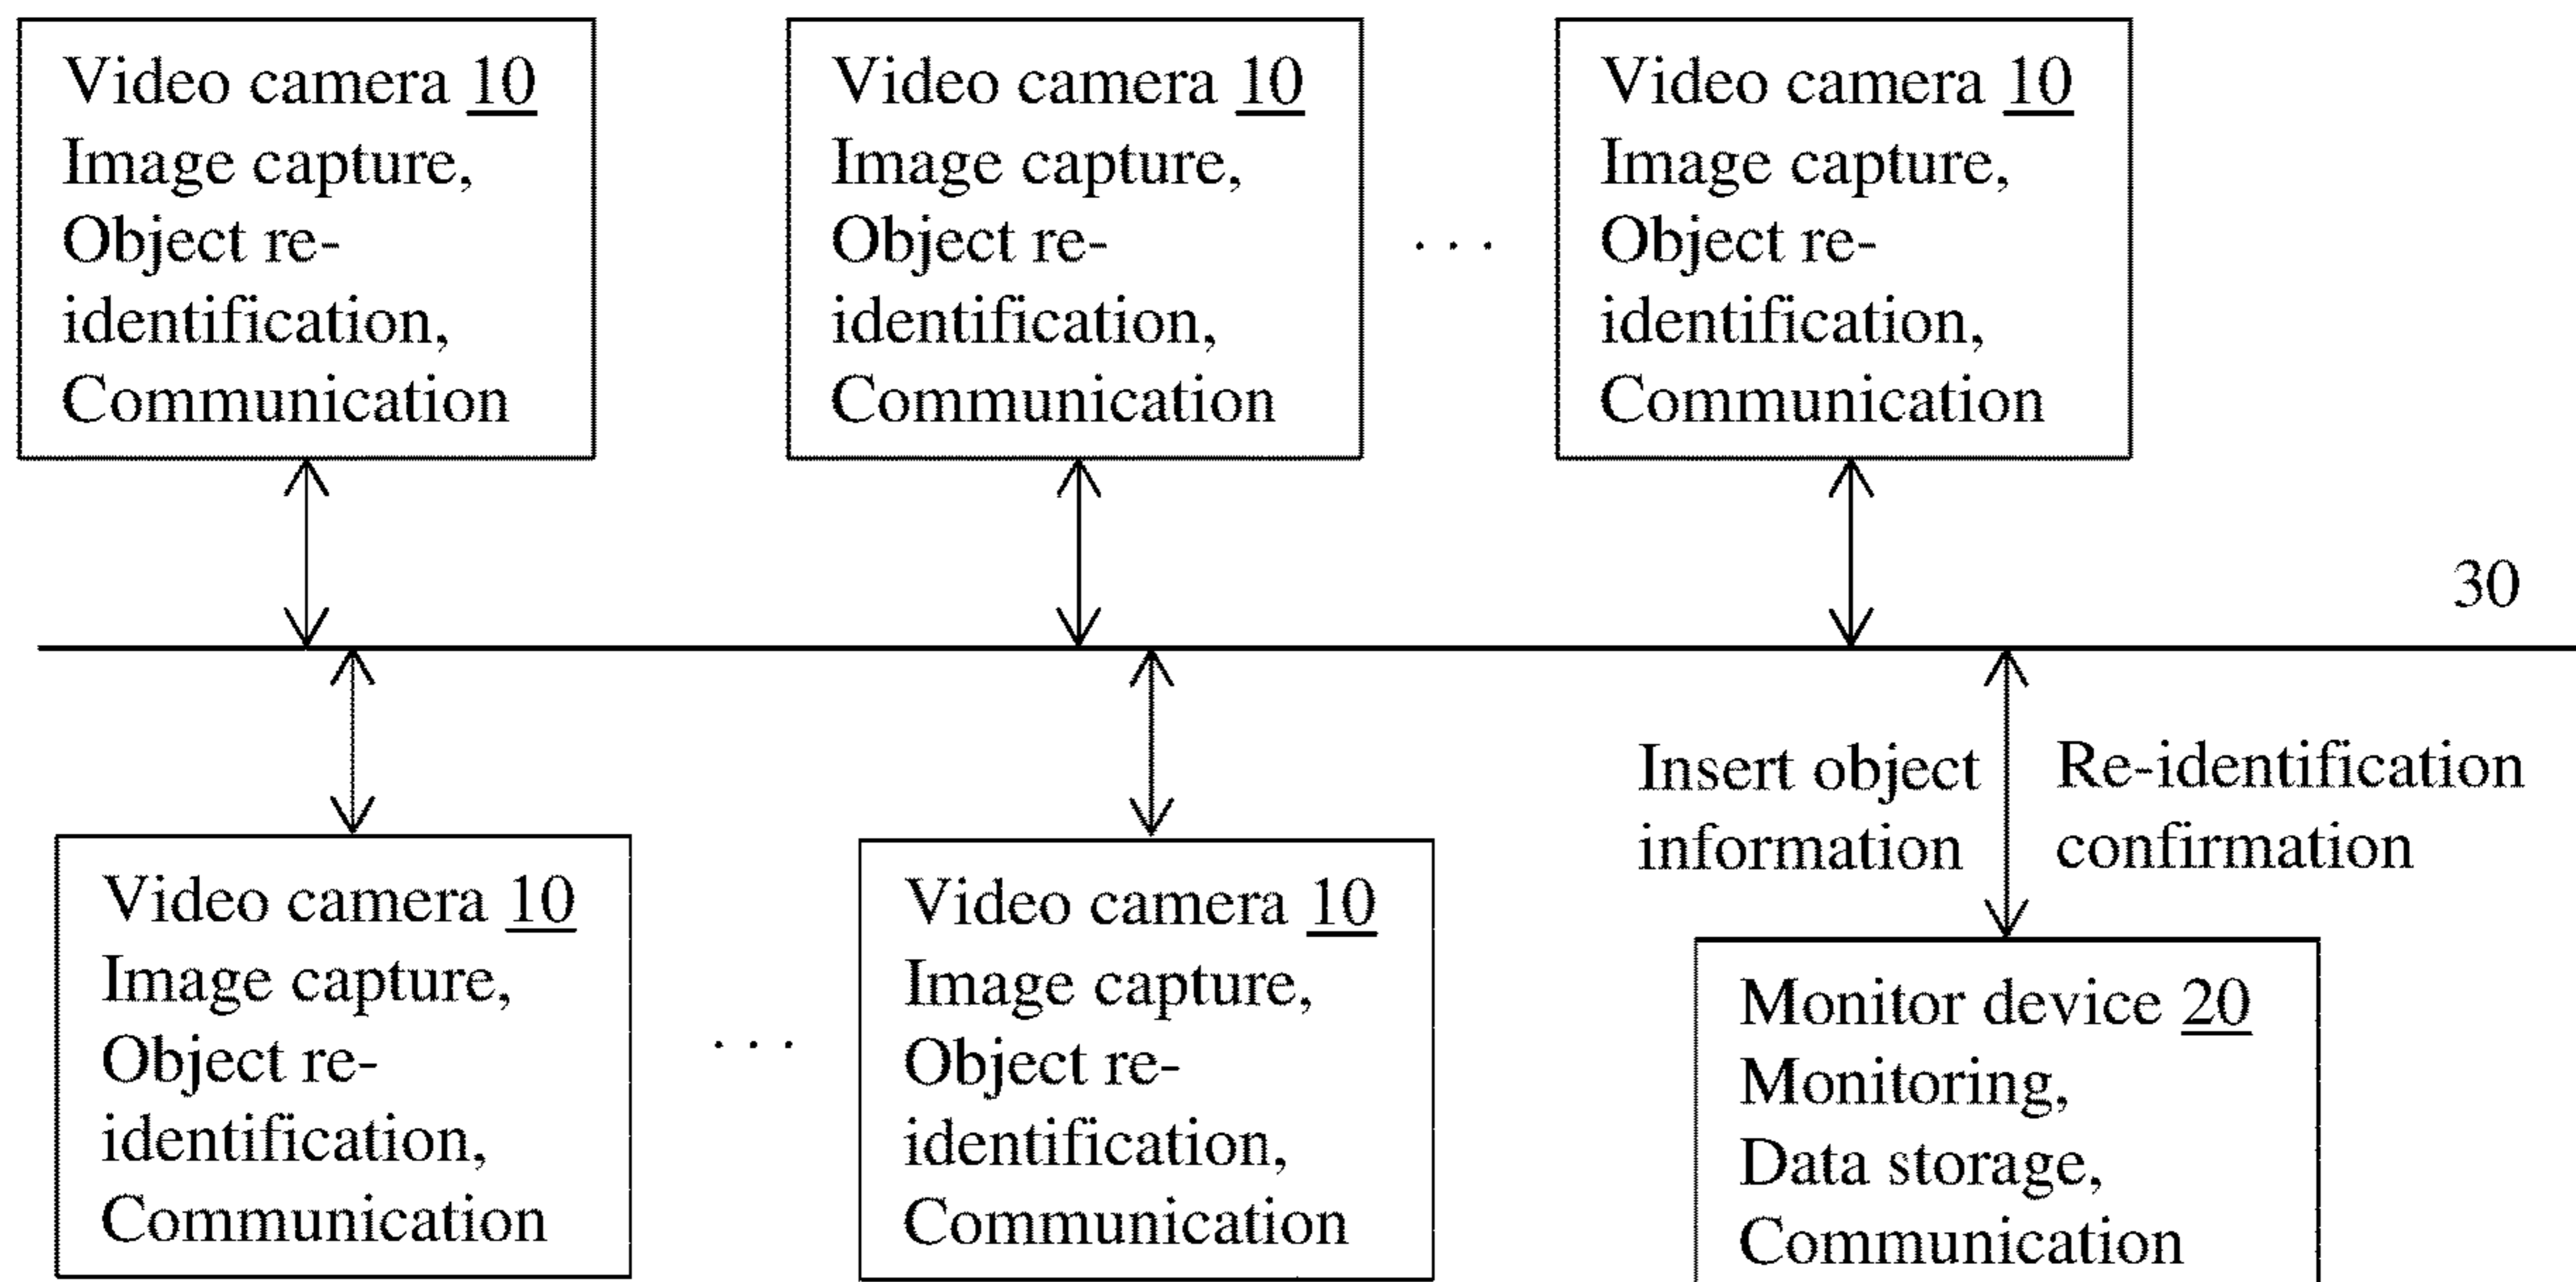 Video camera 10
Image capture,
Object re-
identification,
Communication
Video camera 10
Image capture,
Object re-
identification,
Communication
. . .
Video camera 10
Image capture,
Object re-
identification,
Communication
30
Insert object
information
Re-identification
confirmation
Video camera 10
Image capture,
Object re-
identification,
Communication
. . .
Video camera 10
Image capture,
Object re-
identification,
Communication
Monitor device 20
Monitoring,
Data storage,
Communication